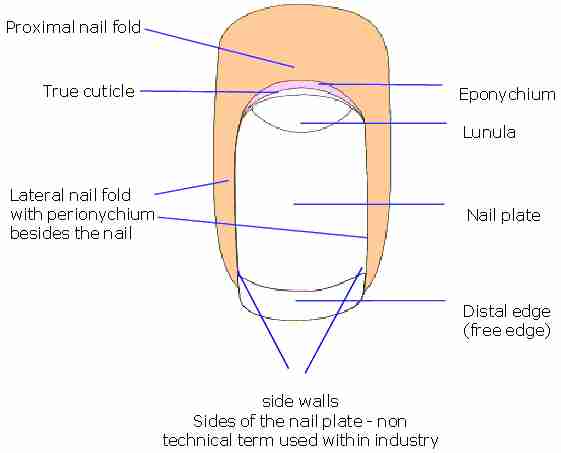 Proximal nail fold
True cuticle
Eponychium
Lunula
Lateral nail fold
with perionychium
besides the nail
Nail plate
Distal edge
(free edge)
side walls
Sides of the nail plate - non
technical term used within industry